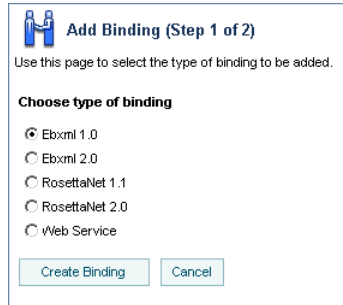 Add Binding (Step 1 of 2)
Use this page to select the type of binding to be added.
Choose type of binding
Ebxml 1.0
Ebxml 2.0
RosettaNet 1.1
RosettaNet 2.0
Web Service
Create Binding Cancel